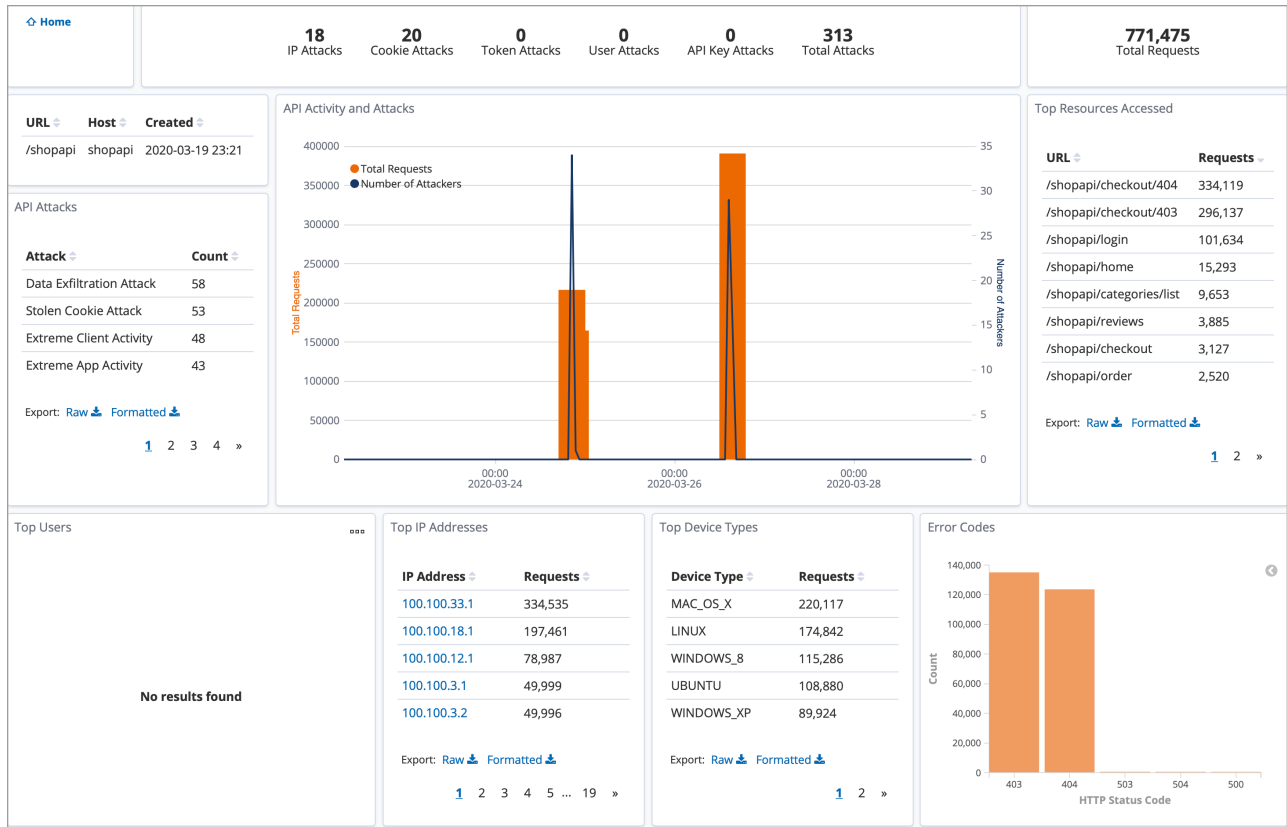 Home
18 20 0 0 0 313
IP Attacks Cookie Attacks Token Attacks User Attacks API Key Attacks Total Attacks
771,475
Total Requests
URL Host Created
/shopapi shopapi 2020-03-19 23:21
API Attacks
Attack Count
Data Exfiltration Attack 58
Stolen Cookie Attack 53
Extreme Client Activity 48
Extreme App Activity 43
Export: Raw Formatted
1 2 3 4 »
API Activity and Attacks
Total Requests
Number of Attackers
400000
350000
300000
250000
200000
150000
100000
50000
0
Total Requests
35
30
25
20
15
10
5
0
Number of Attackers
00:00 00:00 00:00
2020-03-24 2020-03-26 2020-03-28
Top Resources Accessed
URL Requests
/shopapi/checkout/404 334,119
/shopapi/checkout/403 296,137
/shopapi/login 101,634
/shopapi/home 15,293
/shopapi/categories/list 9,653
/shopapi/reviews 3,885
/shopapi/checkout 3,127
/shopapi/order 2,520
Export: Raw Formatted
1 2 »
Top Users
No results found
Top IP Addresses
IP Address Requests
100.100.33.1 334,535
100.100.18.1 197,461
100.100.12.1 78,987
100.100.3.1 49,999
100.100.3.2 49,996
Export: Raw Formatted
1 2 3 4 5 ... 19 »
Top Device Types
Device Type Requests
MAC_OS_X 220,117
LINUX 174,842
WINDOWS_8 115,286
UBUNTU 108,880
WINDOWS_XP 89,924
Export: Raw Formatted
1 2 »
Error Codes
140,000
120,000
100,000
80,000
60,000
40,000
20,000
0
Count
403 404 503 504 500
HTTP Status Code